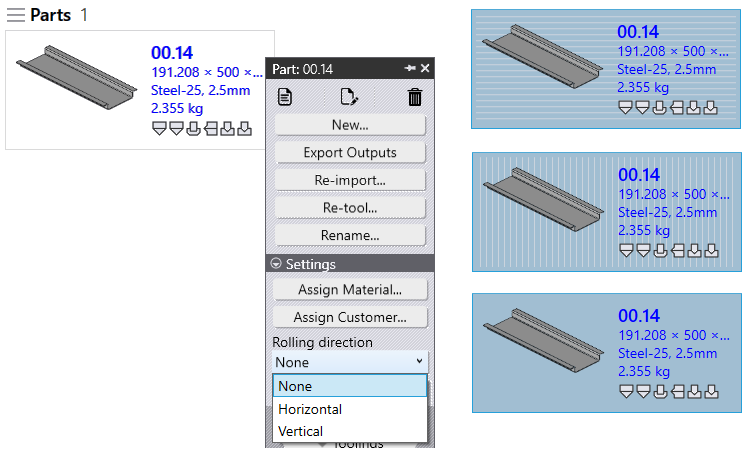 Parts 1
00.14
191.208 × 500 ×...
Steel-25, 2.5mm
2.355 kg
Part: 00.14
New...
Export Outputs
Re-import...
Re-tool...
Rename...
Settings
Assign Material...
Assign Customer...
Rolling direction
None
None
Horizontal
Vertical
00.14
191.208 × 500 ×...
Steel-25, 2.5mm
2.355 kg
00.14
191.208 × 500 ×...
Steel-25, 2.5mm
2.355 kg
00.14
191.208 × 500 ×...
Steel-25, 2.5mm
2.355 kg